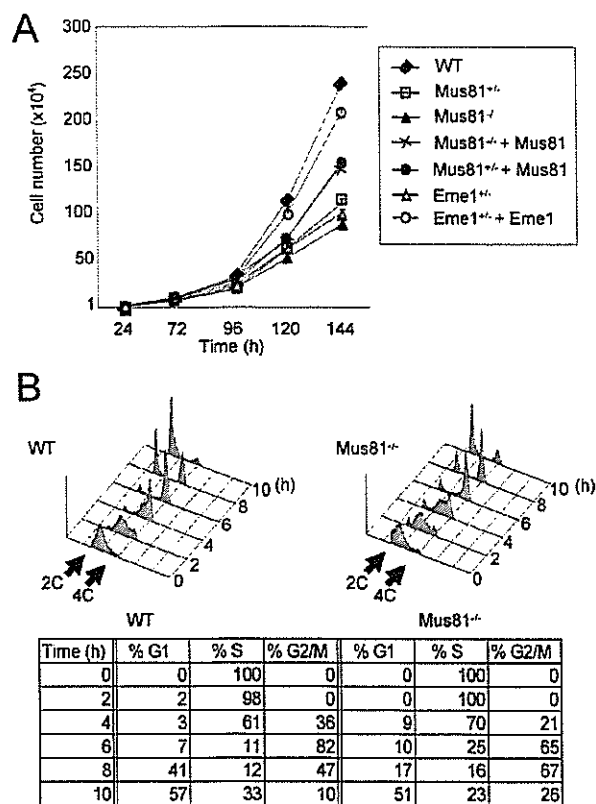 A
Cell number (x10⁴)
300
250
200
150
100
50
1
24 72 96 120 144
Time (h)
WT
Mus81+/-
Mus81-/-
Mus81-/- + Mus81
Mus81+/- + Mus81
Eme1+/-
Eme1+/- + Eme1
B
WT
10 (h)
8
6
4
2
0
2C
4C
Mus81-/-
10 (h)
8
6
4
2
0
2C
4C
WT Mus81-/-
Time (h) % G1 % S % G2/M % G1 % S % G2/M
0 0 100 0 0 100 0
2 2 98 0 0 100 0
4 3 61 36 9 70 21
6 7 11 82 10 25 65
8 41 12 47 17 16 67
10 57 33 10 51 23 26